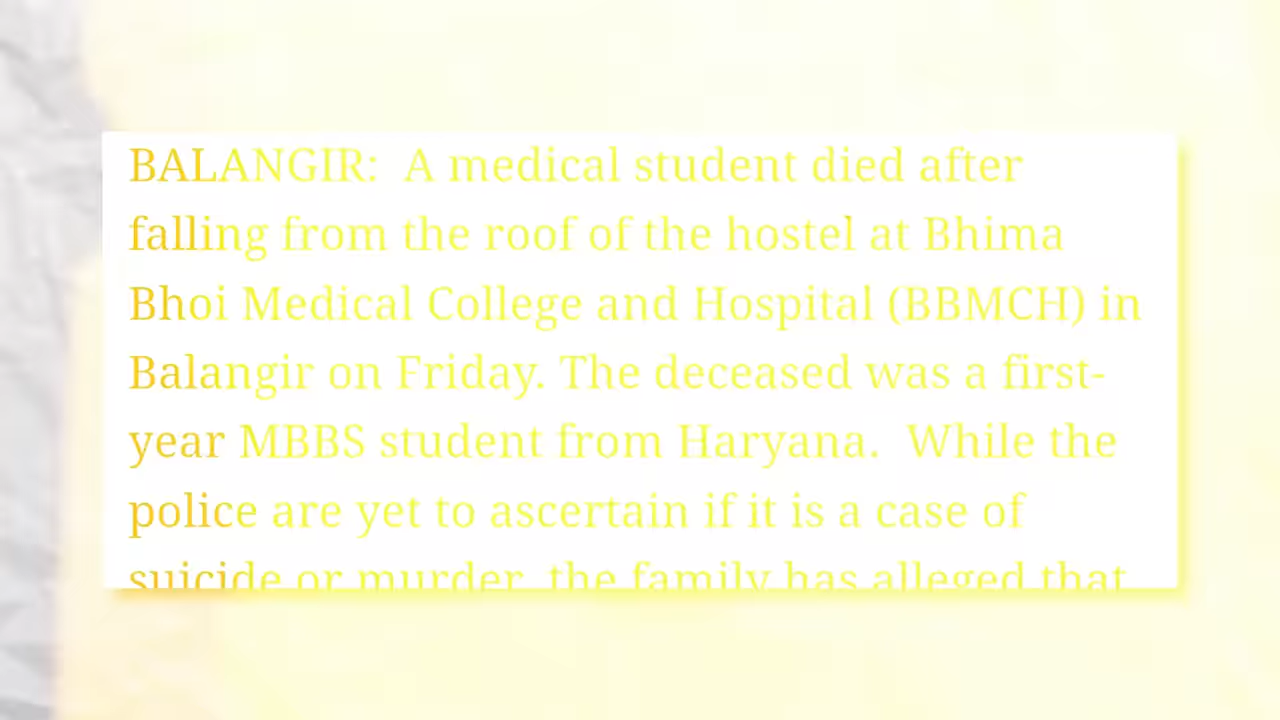 BALANGIR: A medical student died after
falling from the roof of the hostel at Bhima
Bhoi Medical College and Hospital (BBMCH) in
Balangir on Friday. The deceased was a first-
year MBBS student from Haryana. While the
police are yet to ascertain if it is a case of
suicide or murder, the family has alleged that